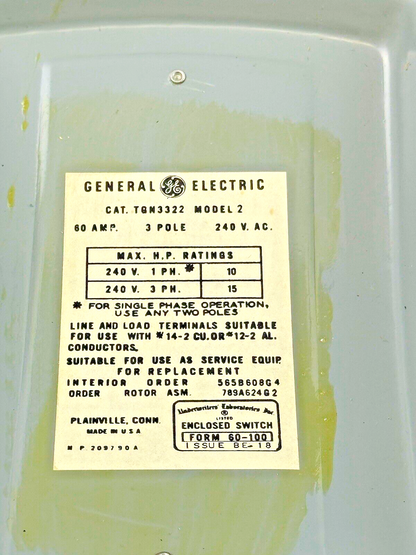 GENERAL GE ELECTRIC
CAT. TGN3322 MODEL 2
60 AMP. 3 POLE 240 V. AC.
MAX. H.P. RATINGS
240 V. 1 PH. * 10
240 V. 3 PH. 15
* FOR SINGLE PHASE OPERATION,
USE ANY TWO POLES
LINE AND LOAD TERMINALS SUITABLE
FOR USE WITH #14-2 CU. OR #12-2 AL.
CONDUCTORS.
SUITABLE FOR USE AS SERVICE EQUIP.
FOR REPLACEMENT
INTERIOR ORDER 565B608G4
ORDER ROTOR ASM. 789A624G2
PLAINVILLE, CONN.
MADE IN U S A
N P 209790A
Underwriters' Laboratories Inc
LISTED
ENCLOSED SWITCH
FORM 60-100
ISSUE BE-18